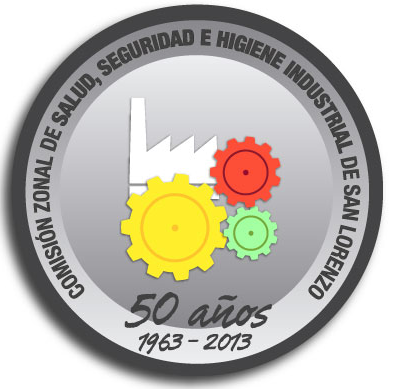 COMISIÓN ZONAL DE SALUD, SEGURIDAD E HIGIENE INDUSTRIAL DE SAN LORENZO
50 años
1963 - 2013